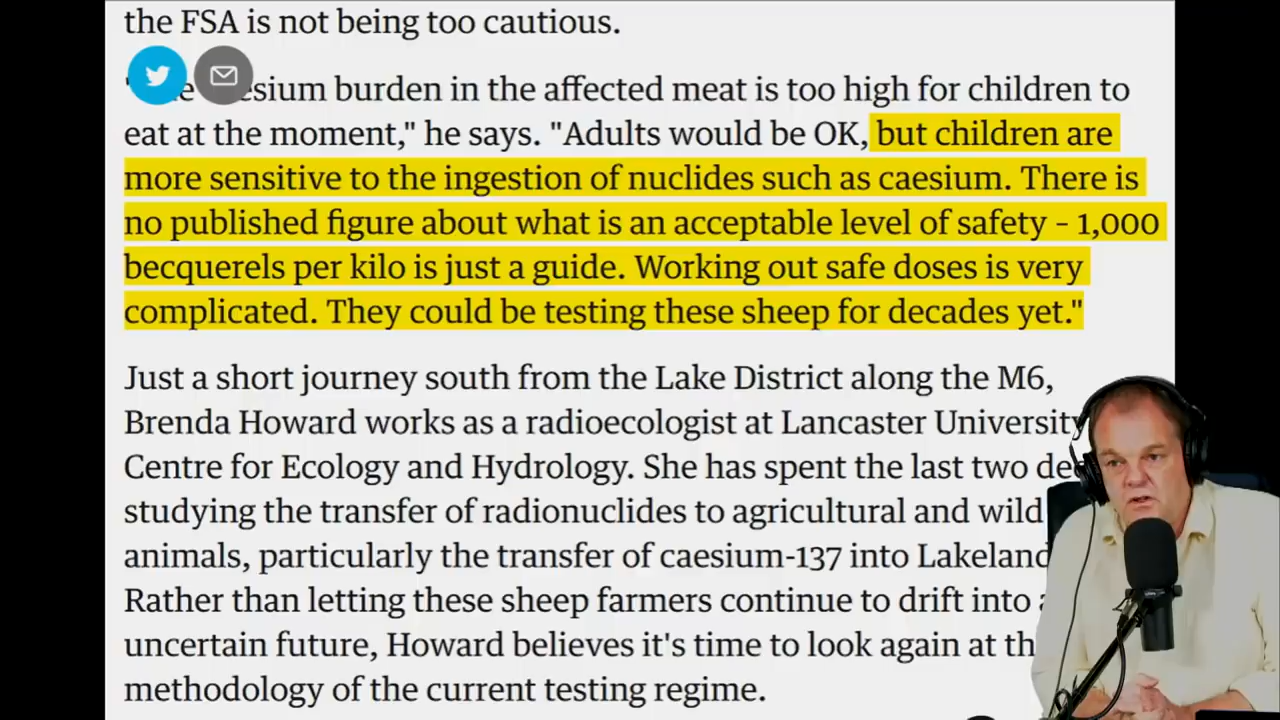 the FSA is not being too cautious.
burden in the affected meat is too high for children to
eat at the moment," he says. "Adults would be OK, but children are
more sensitive to the ingestion of nuclides such as caesium. There is
no published figure about what is an acceptable level of safety – 1,000
becquerels per kilo is just a guide. Working out safe doses is very
complicated. They could be testing these sheep for decades yet."
Just a short journey south from the Lake District along the M6,
Brenda Howard works as a radioecologist at Lancaster University
Centre for Ecology and Hydrology. She has spent the last two
studying the transfer of radionuclides to agricultural and wild
animals, particularly the transfer of caesium-137 into Lakeland
Rather than letting these sheep farmers continue to drift into
uncertain future, Howard believes it's time to look again at
methodology of the current testing regime.